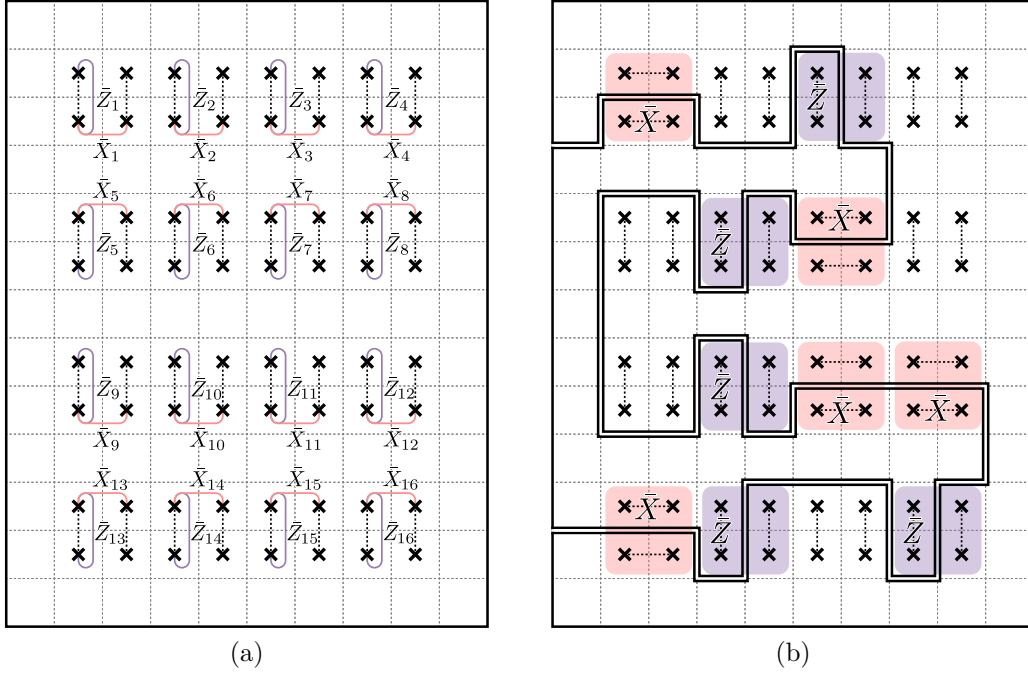 Z̄₁ Z̄₂ Z̄₃ Z̄₄
X̄₁ X̄₂ X̄₃ X̄₄
X̄₅ X̄₆ X̄₇ X̄₈
Z̄₅ Z̄₆ Z̄₇ Z̄₈
Z̄₉ Z̄₁₀ Z̄₁₁ Z̄₁₂
X̄₉ X̄₁₀ X̄₁₁ X̄₁₂
X̄₁₃ X̄₁₄ X̄₁₅ X̄₁₆
Z̄₁₃ Z̄₁₄ Z̄₁₅ Z̄₁₆
(a)
X̄ Z̄
Z̄ X̄
Z̄ X̄ X̄
X̄ Z̄ Z̄
(b)